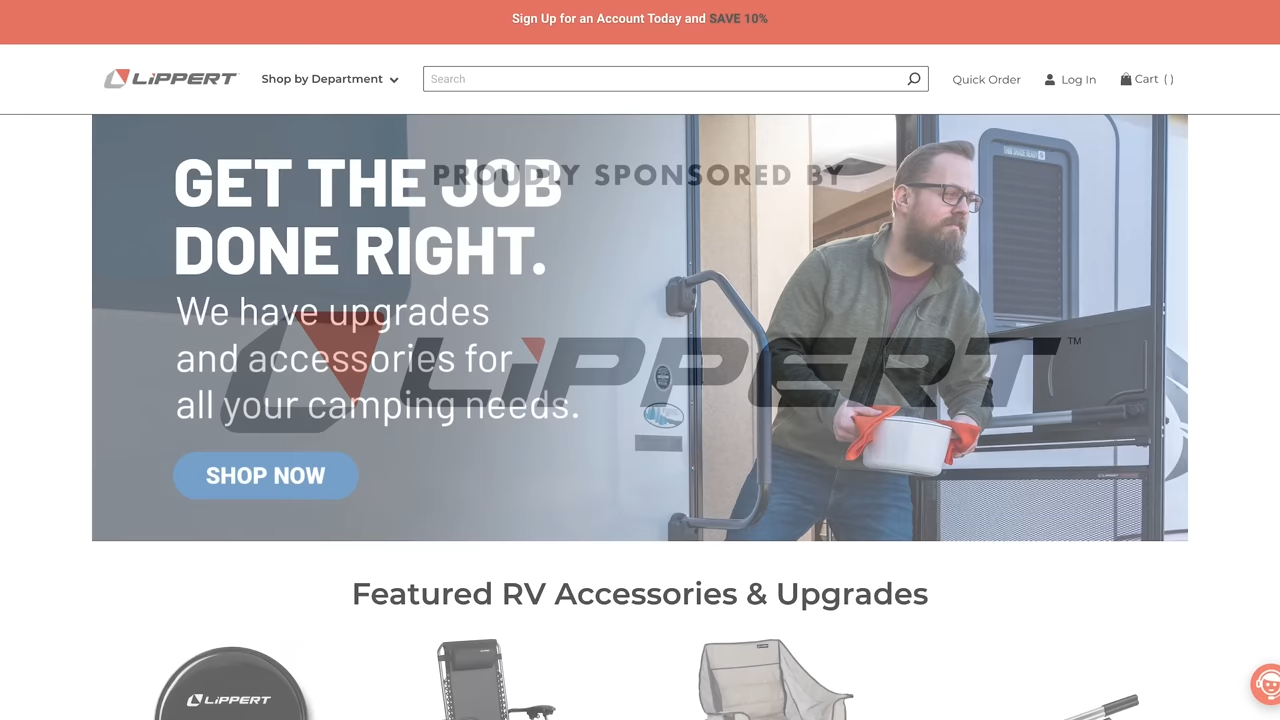 Sign Up for an Account Today and SAVE 10%
LiPPERT
Shop by Department
Search
Quick Order
Log In
Cart ( )
PROUDLY SPONSORED BY
GET THE JOB
DONE RIGHT.
We have upgrades
and accessories for
all your camping needs.
LiPPERT™
SHOP NOW
Featured RV Accessories & Upgrades
LiPPERT